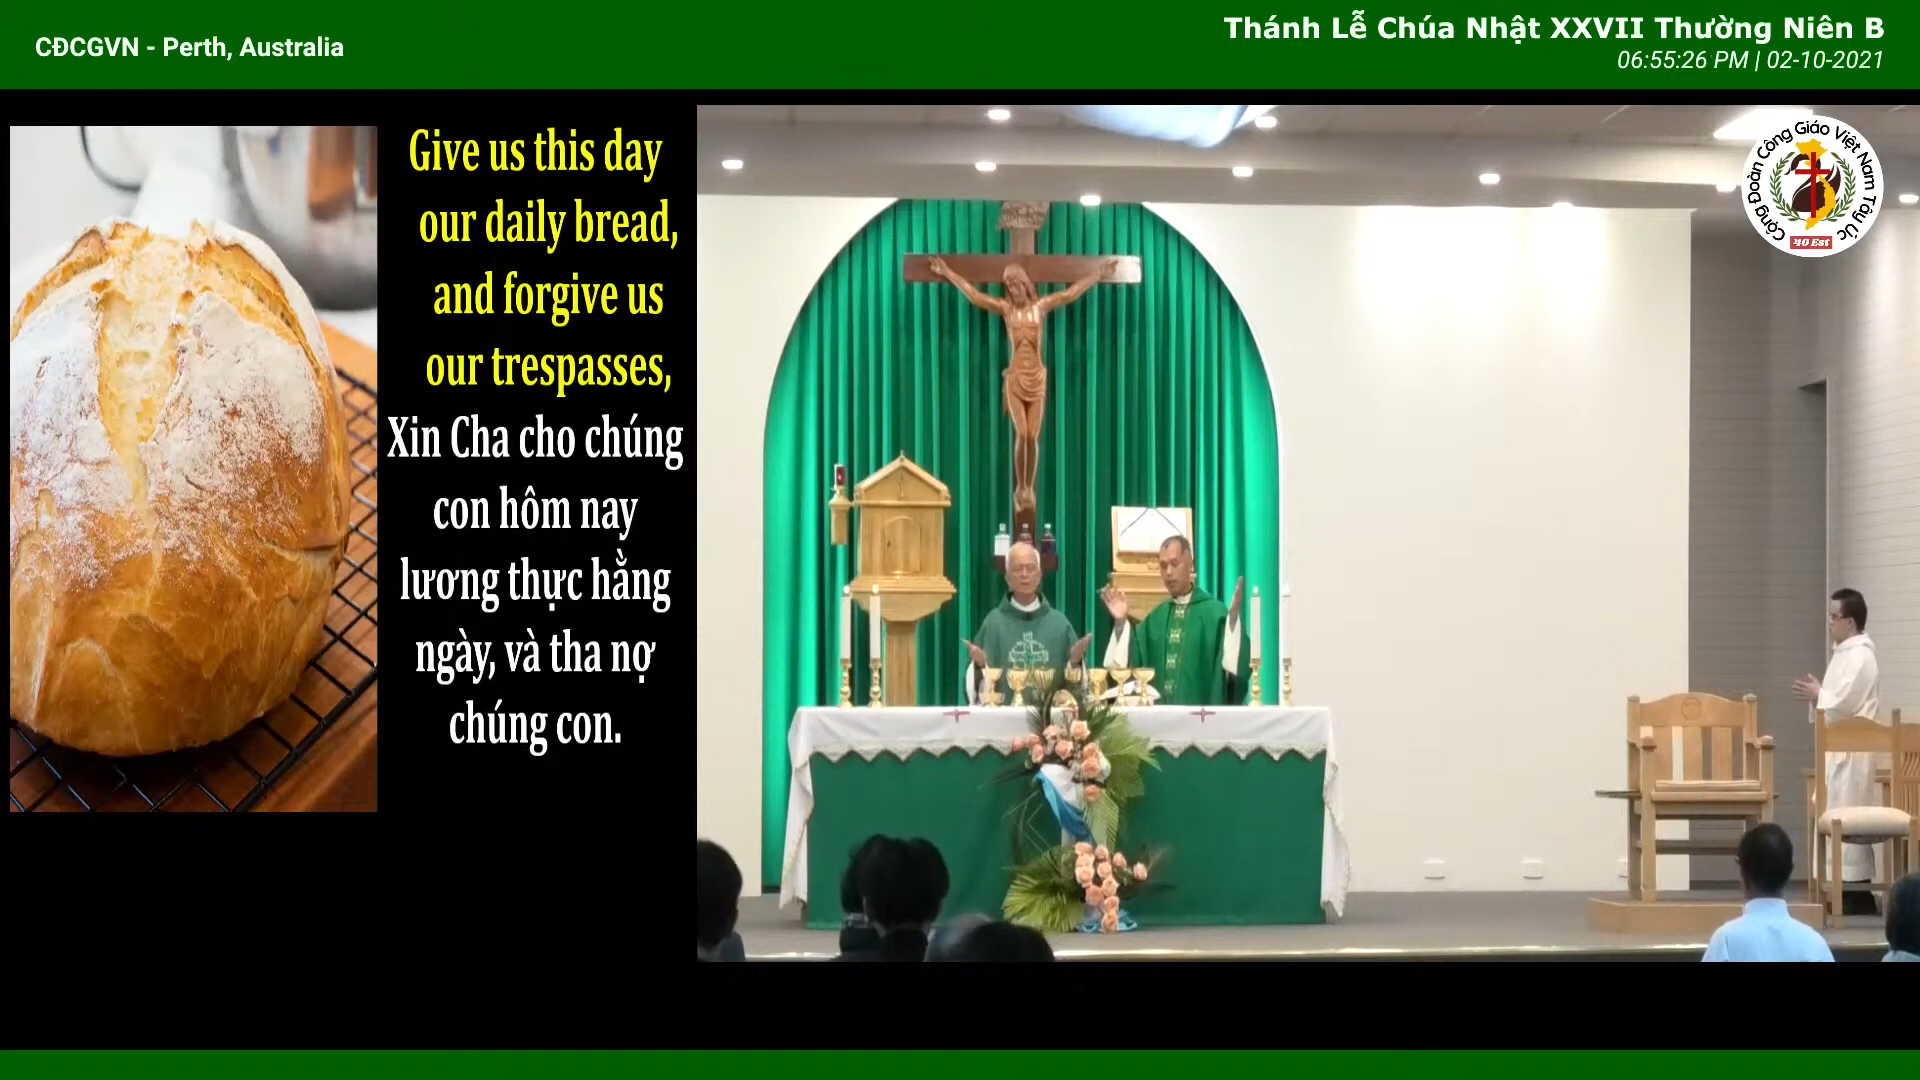 CĐCGVN - Perth, Australia
Thánh Lễ Chúa Nhật XXVII Thường Niên B
06:55:26 PM | 02-10-2021
Give us this day
our daily bread,
and forgive us
our trespasses,
Xin Cha cho chúng
con hôm nay
lương thực hằng
ngày, và tha nợ
chúng con.
Cộng Đoàn Công Giáo Việt Nam Tây Úc
40 Est